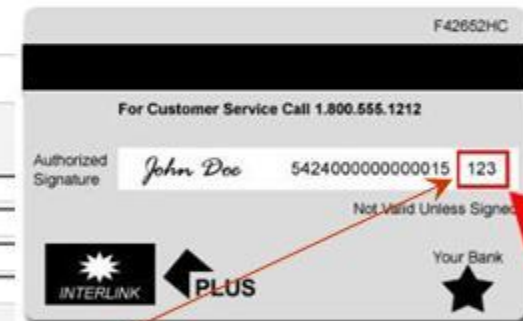 F42652HC
For Customer Service Call 1.800.555.1212
Authorized
Signature
John Doe 5424000000000015 123
Not Valid Unless Signed
INTERLINK
PLUS
Your Bank